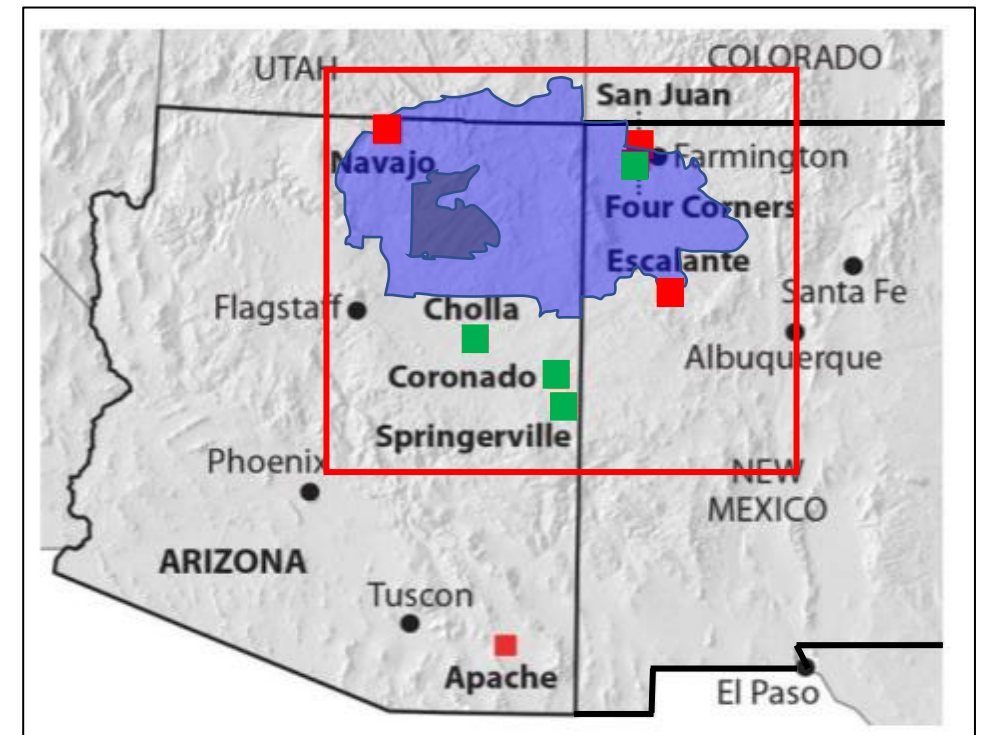 UTAH
COLORADO
San Juan
Navajo
Farmington
Four Corners
Escalante
Santa Fe
Flagstaff
Cholla
Albuquerque
Coronado
Springerville
Phoenix
NEW
MEXICO
ARIZONA
Tuscon
Apache
El Paso